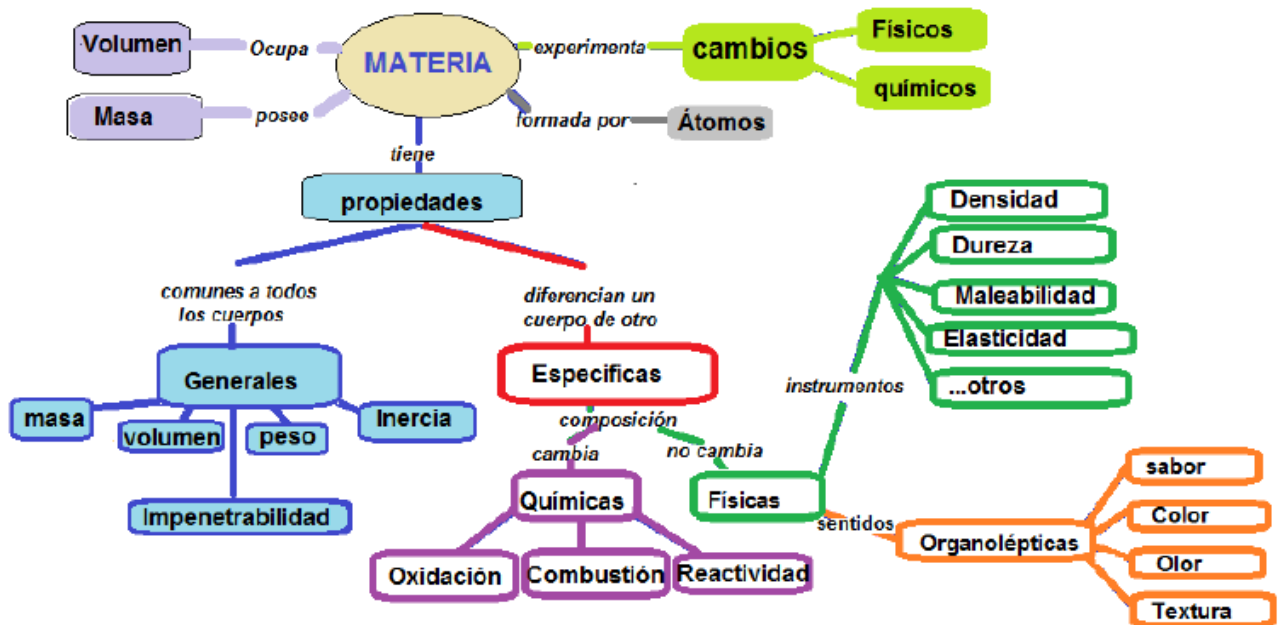 Volumen
Ocupa
MATERIA
experimenta
cambios
Físicos
químicos
Masa
posee
formada por
Átomos
tiene
propiedades
comunes a todos
los cuerpos
diferencian un
cuerpo de otro
Generales
masa
volumen
peso
Inercia
Impenetrabilidad
Especificas
composición
cambia
no cambia
Químicas
Oxidación
Combustión
Reactividad
Físicas
instrumentos
Densidad
Dureza
Maleabilidad
Elasticidad
...otros
sentidos
Organolépticas
sabor
Color
Olor
Textura